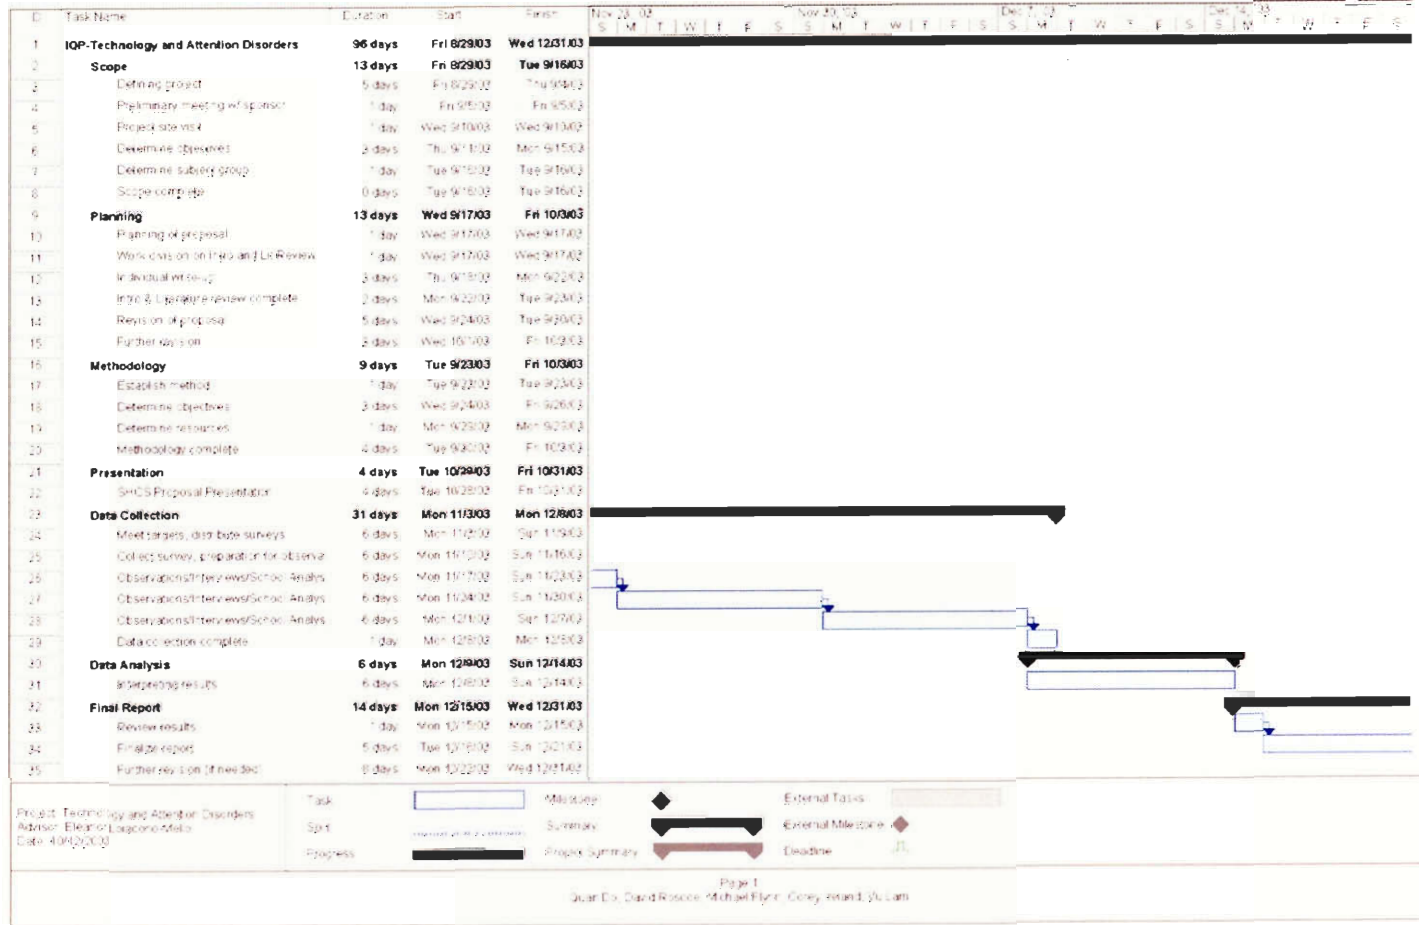 ID Task Name Duration Start Finish Nov 23, '03 Nov 30, '03 Dec 7, '03 Dec 14, '03
S M T W T F S S M T W T F S S M T W T F S S M T W T F S
1 IQP-Technology and Attention Disorders 96 days Fri 8/29/03 Wed 12/31/03
2 Scope 13 days Fri 8/29/03 Tue 9/16/03
3 Defining project 5 days Fri 8/29/03 Thu 9/4/03
4 Preliminary meeting w/ sponsor 1 day Fri 9/5/03 Fri 9/5/03
5 Project site visit 1 day Wed 9/10/03 Wed 9/10/03
6 Determine objectives 3 days Thu 9/11/03 Mon 9/15/03
7 Determine subject group 1 day Tue 9/16/03 Tue 9/16/03
8 Scope complete 0 days Tue 9/16/03 Tue 9/16/03
9 Planning 13 days Wed 9/17/03 Fri 10/3/03
10 Planning of proposal 1 day Wed 9/17/03 Wed 9/17/03
11 Work division on Intro and Lit Review 1 day Wed 9/17/03 Wed 9/17/03
12 Individual write-up 3 days Thu 9/18/03 Mon 9/22/03
13 Intro & Literature review complete 2 days Mon 9/22/03 Tue 9/23/03
14 Revision of proposal 5 days Wed 9/24/03 Tue 9/30/03
15 Further revision 3 days Wed 10/1/03 Fri 10/3/03
16 Methodology 9 days Tue 9/23/03 Fri 10/3/03
17 Establish method 1 day Tue 9/23/03 Tue 9/23/03
18 Determine objectives 3 days Wed 9/24/03 Fri 9/26/03
19 Determine resources 1 day Mon 9/29/03 Mon 9/29/03
20 Methodology complete 4 days Tue 9/30/03 Fri 10/3/03
21 Presentation 4 days Tue 10/28/03 Fri 10/31/03
22 SHCS Proposal Presentation 4 days Tue 10/28/03 Fri 10/31/03
23 Data Collection 31 days Mon 11/3/03 Mon 12/8/03
24 Meet targets, distribute surveys 6 days Mon 11/3/03 Sun 11/9/03
25 Collect survey, preparation for observa 6 days Mon 11/10/03 Sun 11/16/03
26 Observations/Interviews/School Analys 6 days Mon 11/17/03 Sun 11/23/03
27 Observations/Interviews/School Analys 6 days Mon 11/24/03 Sun 11/30/03
28 Observations/Interviews/School Analys 6 days Mon 12/1/03 Sun 12/7/03
29 Data collection complete 1 day Mon 12/8/03 Mon 12/8/03
30 Data Analysis 6 days Mon 12/8/03 Sun 12/14/03
31 Interpreting results 6 days Mon 12/8/03 Sun 12/14/03
32 Final Report 14 days Mon 12/15/03 Wed 12/31/03
33 Review results 1 day Mon 12/15/03 Mon 12/15/03
34 Finalize report 5 days Tue 12/16/03 Sun 12/21/03
35 Further revision (if needed) 8 days Mon 12/22/03 Wed 12/31/03
Project: Technology and Attention Disorders
Advisor: Eleanor Loiacono-Mello
Date: 10/12/2003
Task Milestone External Tasks
Split Summary External Milestone
Progress Project Summary Deadline
Page 1
Quan Do, David Roscoe, Michael Flynn, Corey Vu Lam